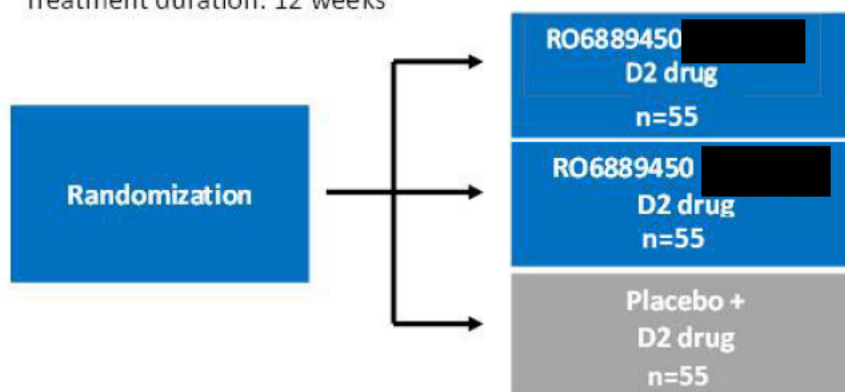 Treatment duration: 12 weeks
RO6889450
D2 drug
n=55
Randomization
RO6889450
D2 drug
n=55
Placebo +
D2 drug
n=55